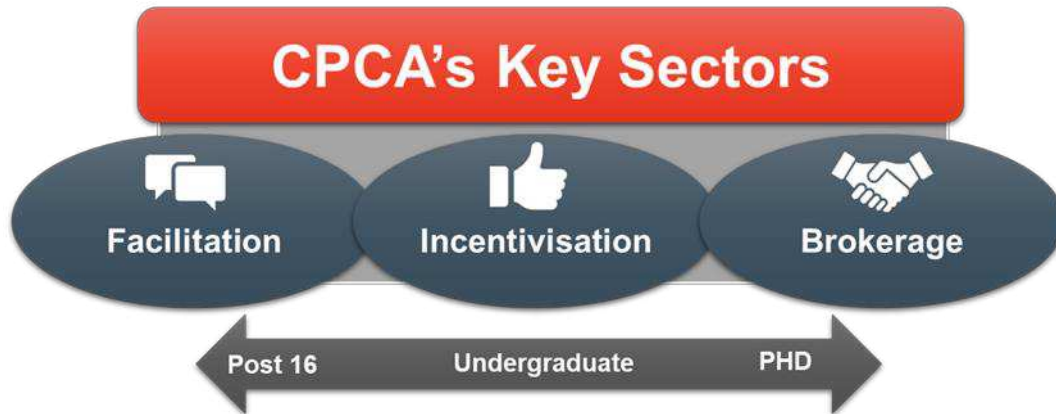 CPCA's Key Sectors
Facilitation
Incentivisation
Brokerage
Post 16
Undergraduate
PHD